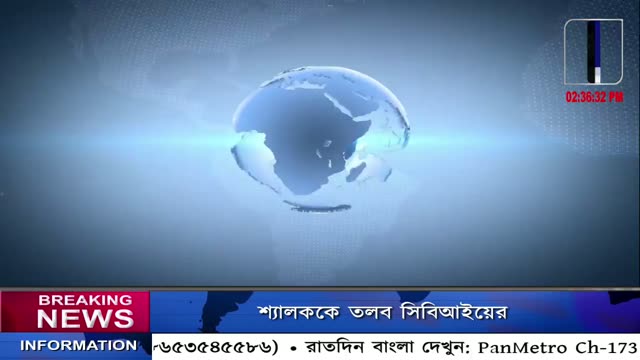 02:36:32 PM
BREAKING
NEWS
শ্যালককে তলব সিবিআইয়ের
INFORMATION
-৬৫৩৫৪৫৫৮৬) • রাতদিন বাংলা দেখুন: PanMetro Ch-173